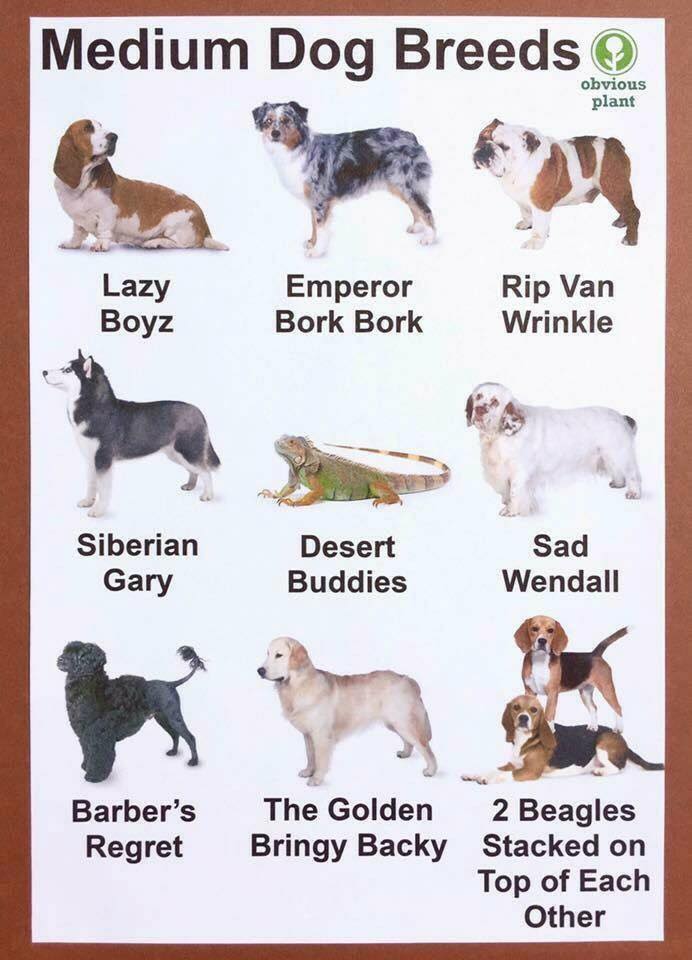 Medium Dog Breeds
obvious
plant
Lazy
Boyz
Emperor
Bork Bork
Rip Van
Wrinkle
Siberian
Gary
Desert
Buddies
Sad
Wendall
Barber's
Regret
The Golden
Bringy Backy
2 Beagles
Stacked on
Top of Each
Other